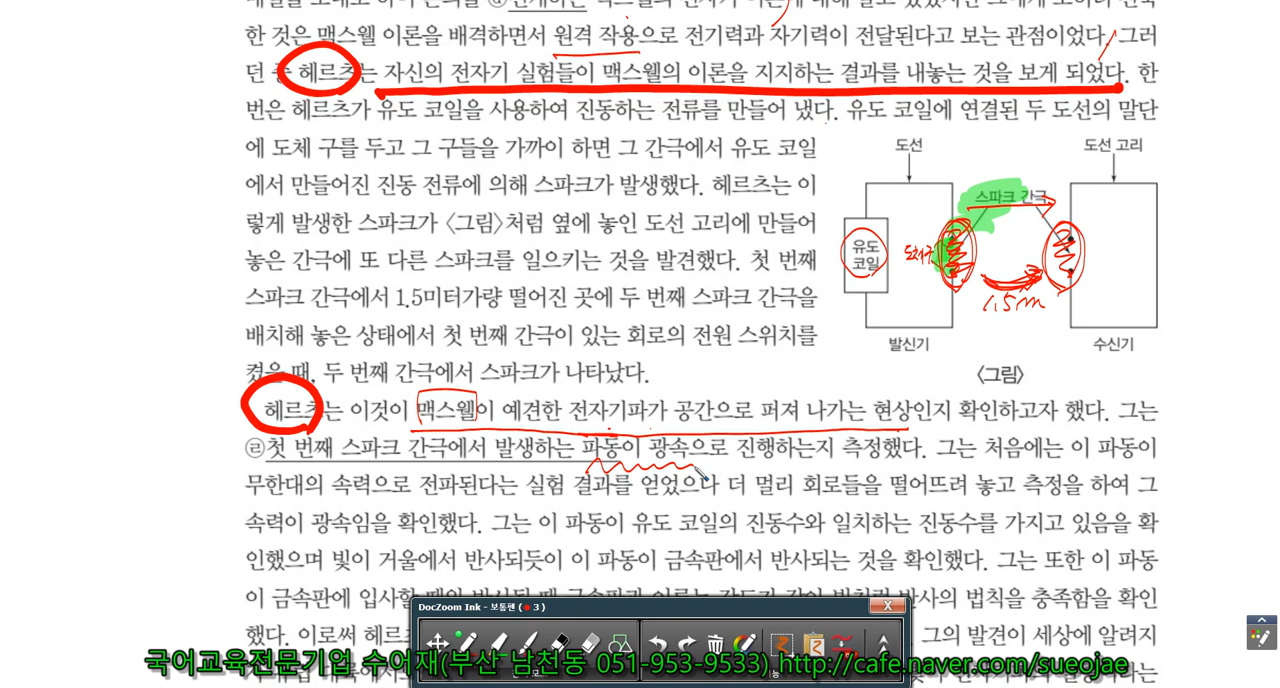 한 것은 맥스웰 이론을 배격하면서 원격 작용으로 전기력과 자기력이 전달된다고 보는 관점이었다. 그러
던 중 헤르츠는 자신의 전자기 실험들이 맥스웰의 이론을 지지하는 결과를 내놓는 것을 보게 되었다. 한
번은 헤르츠가 유도 코일을 사용하여 진동하는 전류를 만들어 냈다. 유도 코일에 연결된 두 도선의 말단
에 도체 구를 두고 그 구들을 가까이 하면 그 간극에서 유도 코일
에서 만들어진 진동 전류에 의해 스파크가 발생했다. 헤르츠는 이
렇게 발생한 스파크가 〈그림〉처럼 옆에 놓인 도선 고리에 만들어
놓은 간극에 또 다른 스파크를 일으키는 것을 발견했다. 첫 번째
스파크 간극에서 1.5미터가량 떨어진 곳에 두 번째 스파크 간극을
배치해 놓은 상태에서 첫 번째 간극이 있는 회로의 전원 스위치를
켰을 때, 두 번째 간극에서 스파크가 나타났다.
도선
도선 고리
스파크 간극
유도
코일
도체구
1.5m
발신기
수신기
〈그림〉
헤르츠는 이것이 맥스웰이 예견한 전자기파가 공간으로 퍼져 나가는 현상인지 확인하고자 했다. 그는
㉣첫 번째 스파크 간극에서 발생하는 파동이 광속으로 진행하는지 측정했다. 그는 처음에는 이 파동이
무한대의 속력으로 전파된다는 실험 결과를 얻었으나 더 멀리 회로들을 떨어뜨려 놓고 측정을 하여 그
속력이 광속임을 확인했다. 그는 이 파동이 유도 코일의 진동수와 일치하는 진동수를 가지고 있음을 확
인했으며 빛이 거울에서 반사되듯이 이 파동이 금속판에서 반사되는 것을 확인했다. 그는 또한 이 파동
이 금속판에 입사할 반사의 법칙을 충족함을 확인
했다. 이로써 헤르 그의 발견이 세상에 알려지
DocZoom Ink - 보통펜 ( 3 )
국어교육전문기업 수어재(부산 남천동 051-953-9533) http://cafe.naver.com/sueojae